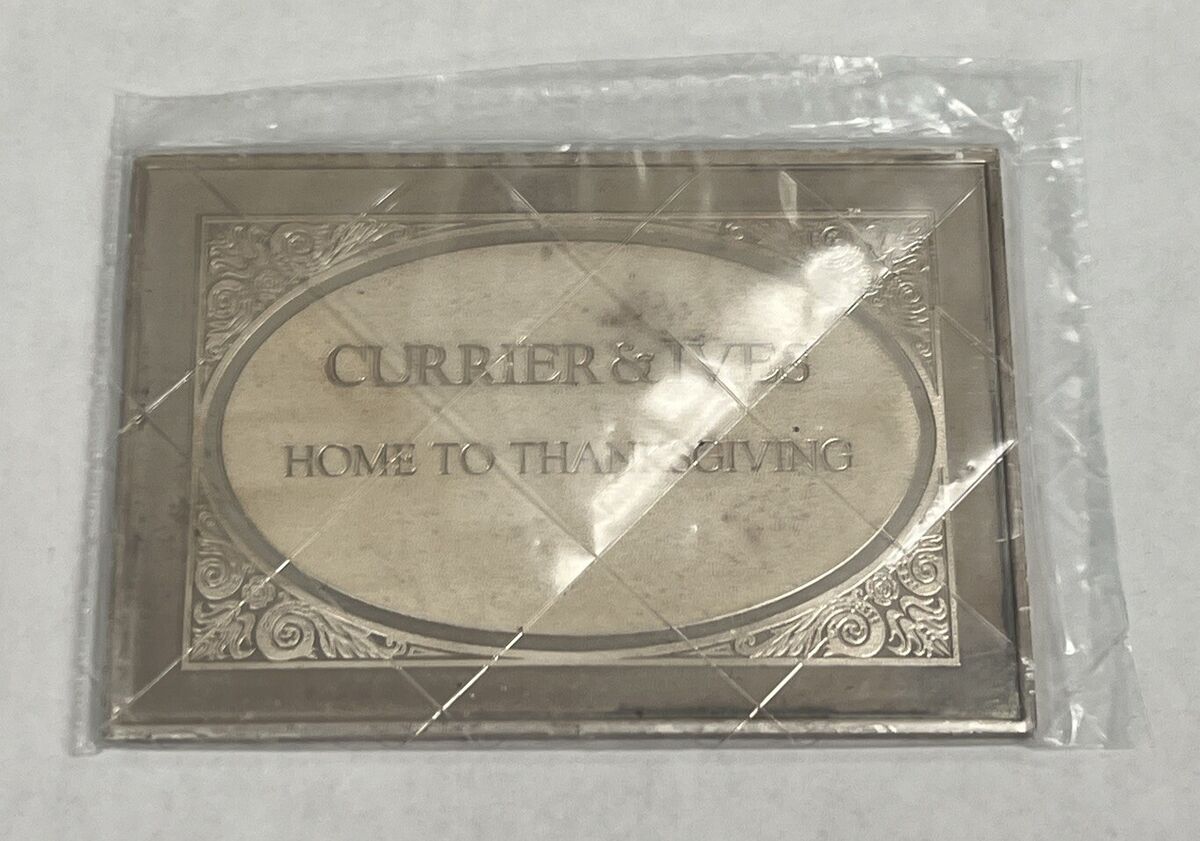 CURRIER & IVES
HOME TO THANKSGIVING